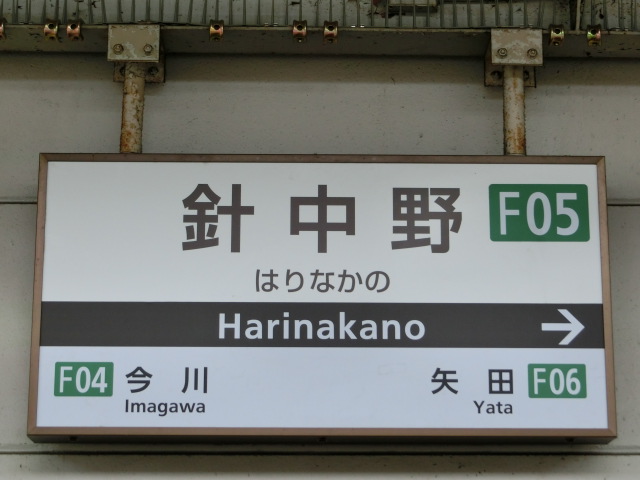 針中野 F05
はりなかの
Harinakano →
F04 今川 矢田 F06
Imagawa Yata